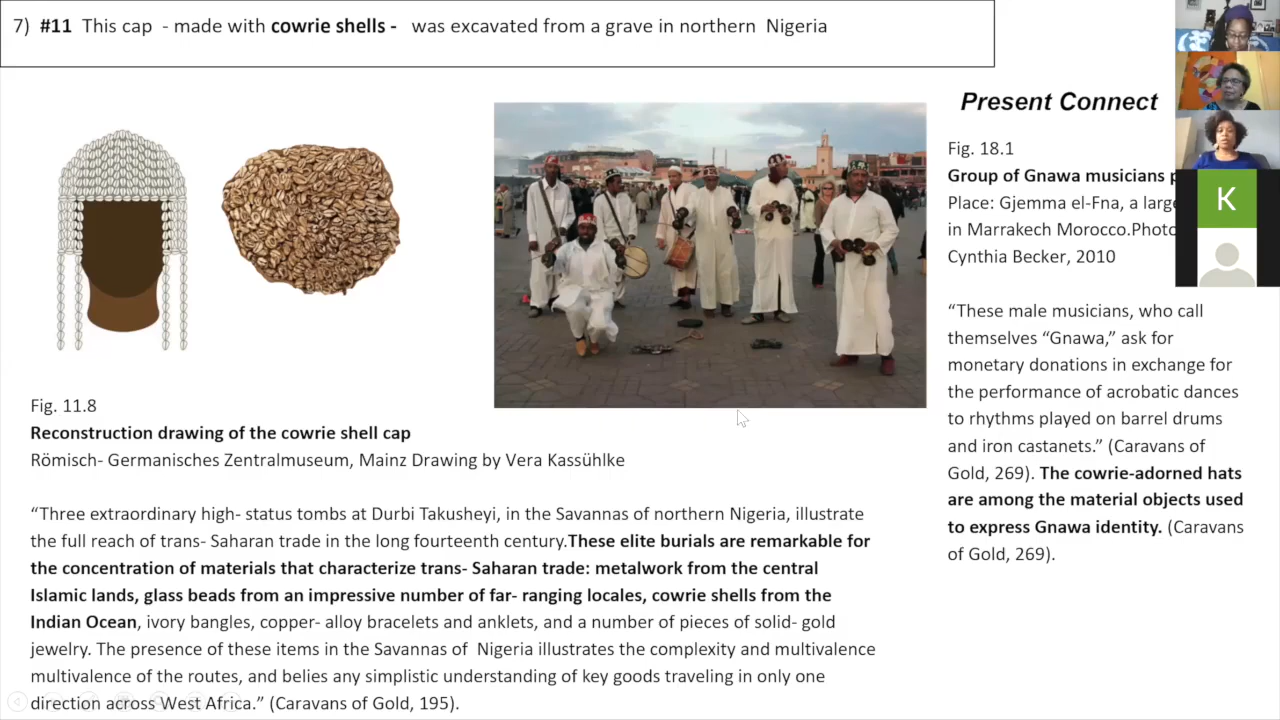 7) #11 This cap - made with cowrie shells - was excavated from a grave in northern Nigeria
Present Connect
Fig. 18.1
Group of Gnawa musicians
Place: Gjemma el-Fna, a large
in Marrakech Morocco.Photo
Cynthia Becker, 2010
K
“These male musicians, who call
themselves “Gnawa,” ask for
monetary donations in exchange for
the performance of acrobatic dances
to rhythms played on barrel drums
and iron castanets.” (Caravans of
Gold, 269). The cowrie-adorned hats
are among the material objects used
to express Gnawa identity. (Caravans
of Gold, 269).
Fig. 11.8
Reconstruction drawing of the cowrie shell cap
Römisch- Germanisches Zentralmuseum, Mainz Drawing by Vera Kassühlke
“Three extraordinary high- status tombs at Durbi Takusheyi, in the Savannas of northern Nigeria, illustrate
the full reach of trans- Saharan trade in the long fourteenth century.These elite burials are remarkable for
the concentration of materials that characterize trans- Saharan trade: metalwork from the central
Islamic lands, glass beads from an impressive number of far- ranging locales, cowrie shells from the
Indian Ocean, ivory bangles, copper- alloy bracelets and anklets, and a number of pieces of solid- gold
jewelry. The presence of these items in the Savannas of Nigeria illustrates the complexity and multivalence
multivalence of the routes, and belies any simplistic understanding of key goods traveling in only one
direction across West Africa.” (Caravans of Gold, 195).